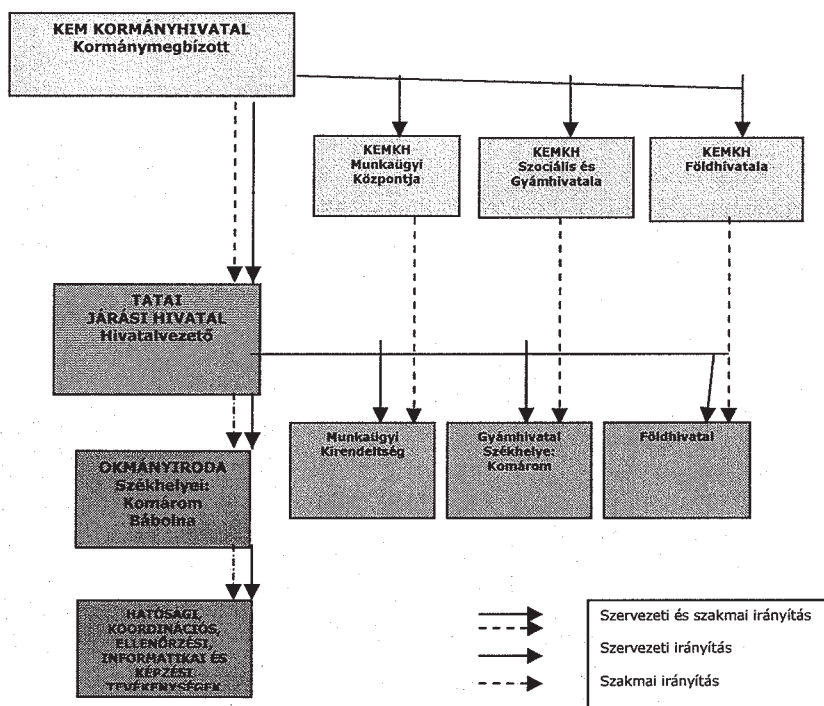 KEM KORMÁNYHIVATAL
Kormánymegbízott
KEMKH
Munkaügyi
Központja
KEMKH
Szociális és
Gyámhivatala
KEMKH
Földhivatala
TATAI
JÁRÁSI HIVATAL
Hivatalvezető
Munkaügyi
Kirendeltség
Gyámhivatal
Székhelye:
Komárom
Földhivatal
OKMÁNYIRODA
Székhelyei:
Komárom
Bábolna
HATÓSÁGI,
KOORDINÁCIÓS,
ELLENŐRZÉSI,
INFORMATIKAI ÉS
KÉPZÉSI
TEVÉKENYSÉGEK
Szervezeti és szakmai irányítás
Szervezeti irányítás
Szakmai irányítás